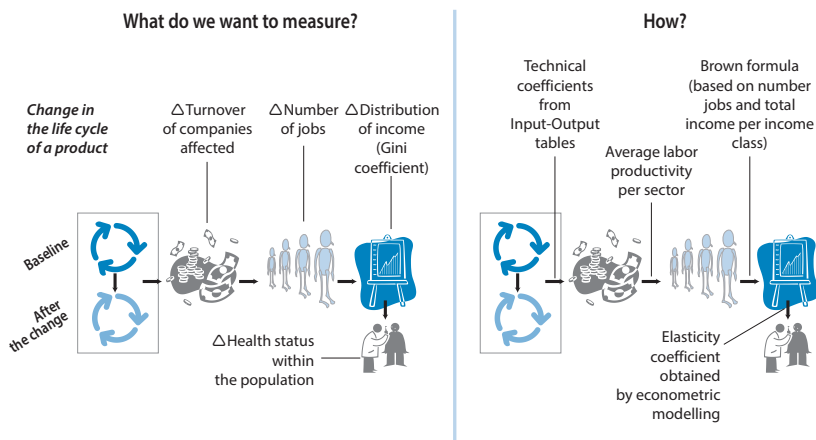 What do we want to measure?
Change in
the life cycle
of a product
△Turnover
of companies
affected
△Number
of jobs
△Distribution
of income
(Gini
coefficient)
Baseline
After
the change
△Health status
within
the population
How?
Technical
coefficients
from
Input-Output
tables
Average labor
productivity
per sector
Brown formula
(based on number
jobs and total
income per income
class)
Elasticity
coefficient
obtained
by econometric
modelling